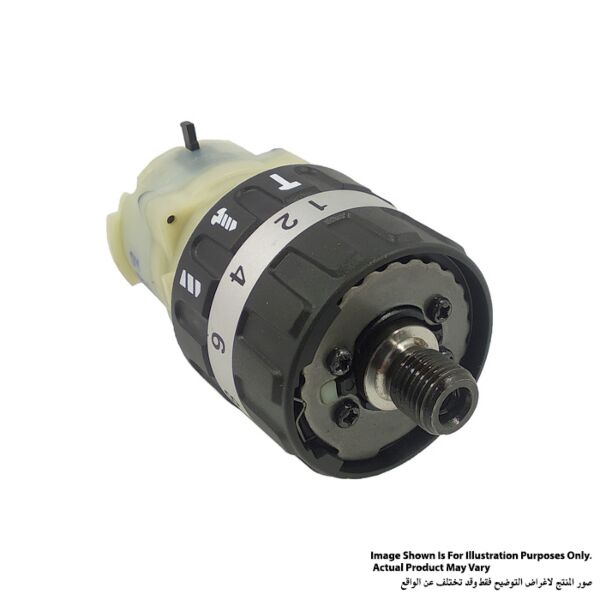 1 2 4 6
Image Shown Is For Illustration Purposes Only.
Actual Product May Vary
صور المنتج لاغراض التوضيح فقط وقد تختلف عن الواقع